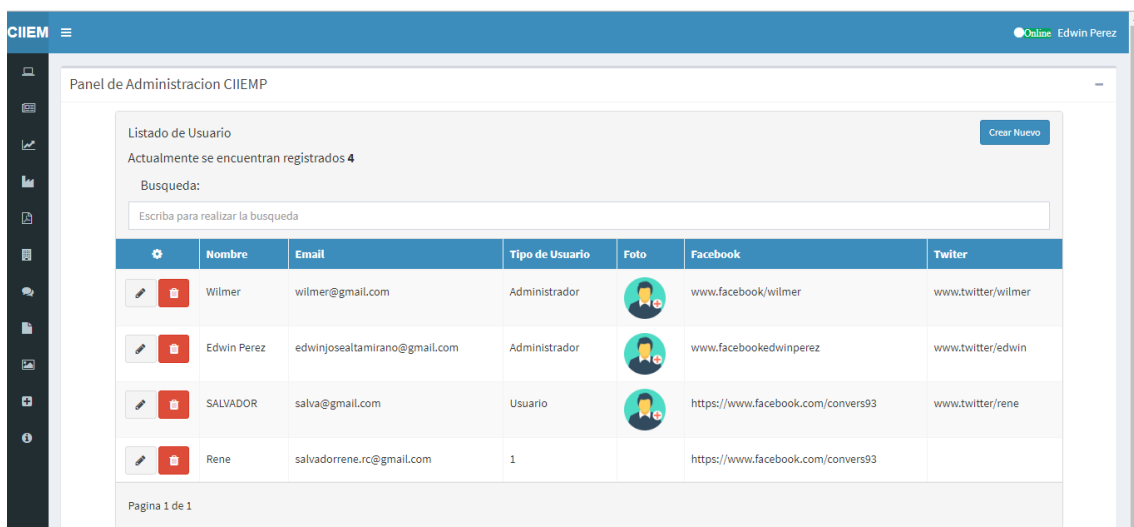 CIIEM
Online Edwin Perez
Panel de Administracion CIIEMP
Listado de Usuario
Crear Nuevo
Actualmente se encuentran registrados 4
Busqueda:
Escriba para realizar la busqueda
Nombre Email Tipo de Usuario Foto Facebook Twiter
Wilmer wilmer@gmail.com Administrador www.facebook/wilmer www.twitter/wilmer
Edwin Perez edwinjosealtamirano@gmail.com Administrador www.facebookedwinperez www.twitter/edwin
SALVADOR salva@gmail.com Usuario https://www.facebook.com/convers93 www.twitter/rene
Rene salvadorrene.rc@gmail.com 1 https://www.facebook.com/convers93
Pagina 1 de 1